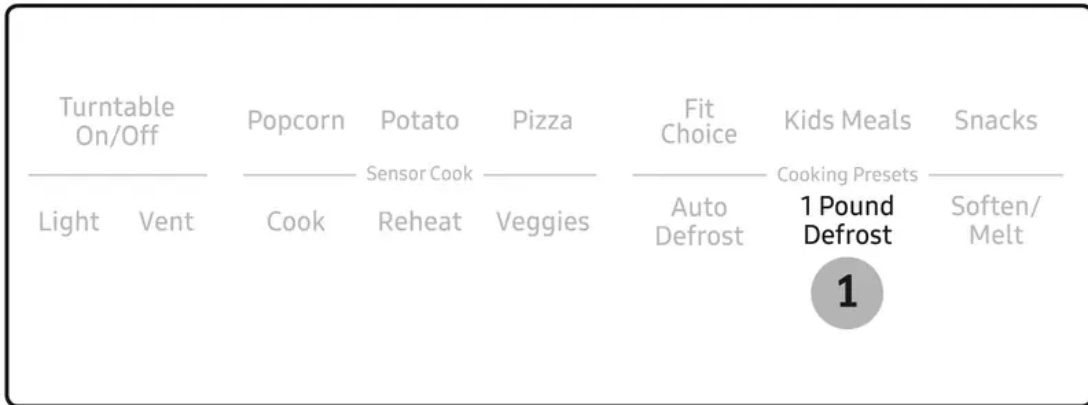 Turntable
On/Off
Popcorn Potato Pizza
Fit
Choice
Kids Meals Snacks
Sensor Cook
Cooking Presets
Light Vent
Cook Reheat Veggies
Auto
Defrost
1 Pound
Defrost
Soften/
Melt
1